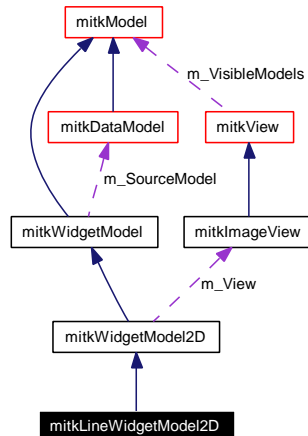 mitkModel
m_VisibleModels
mitkDataModel
mitkView
m_SourceModel
mitkWidgetModel
mitkImageView
m_View
mitkWidgetModel2D
mitkLineWidgetModel2D